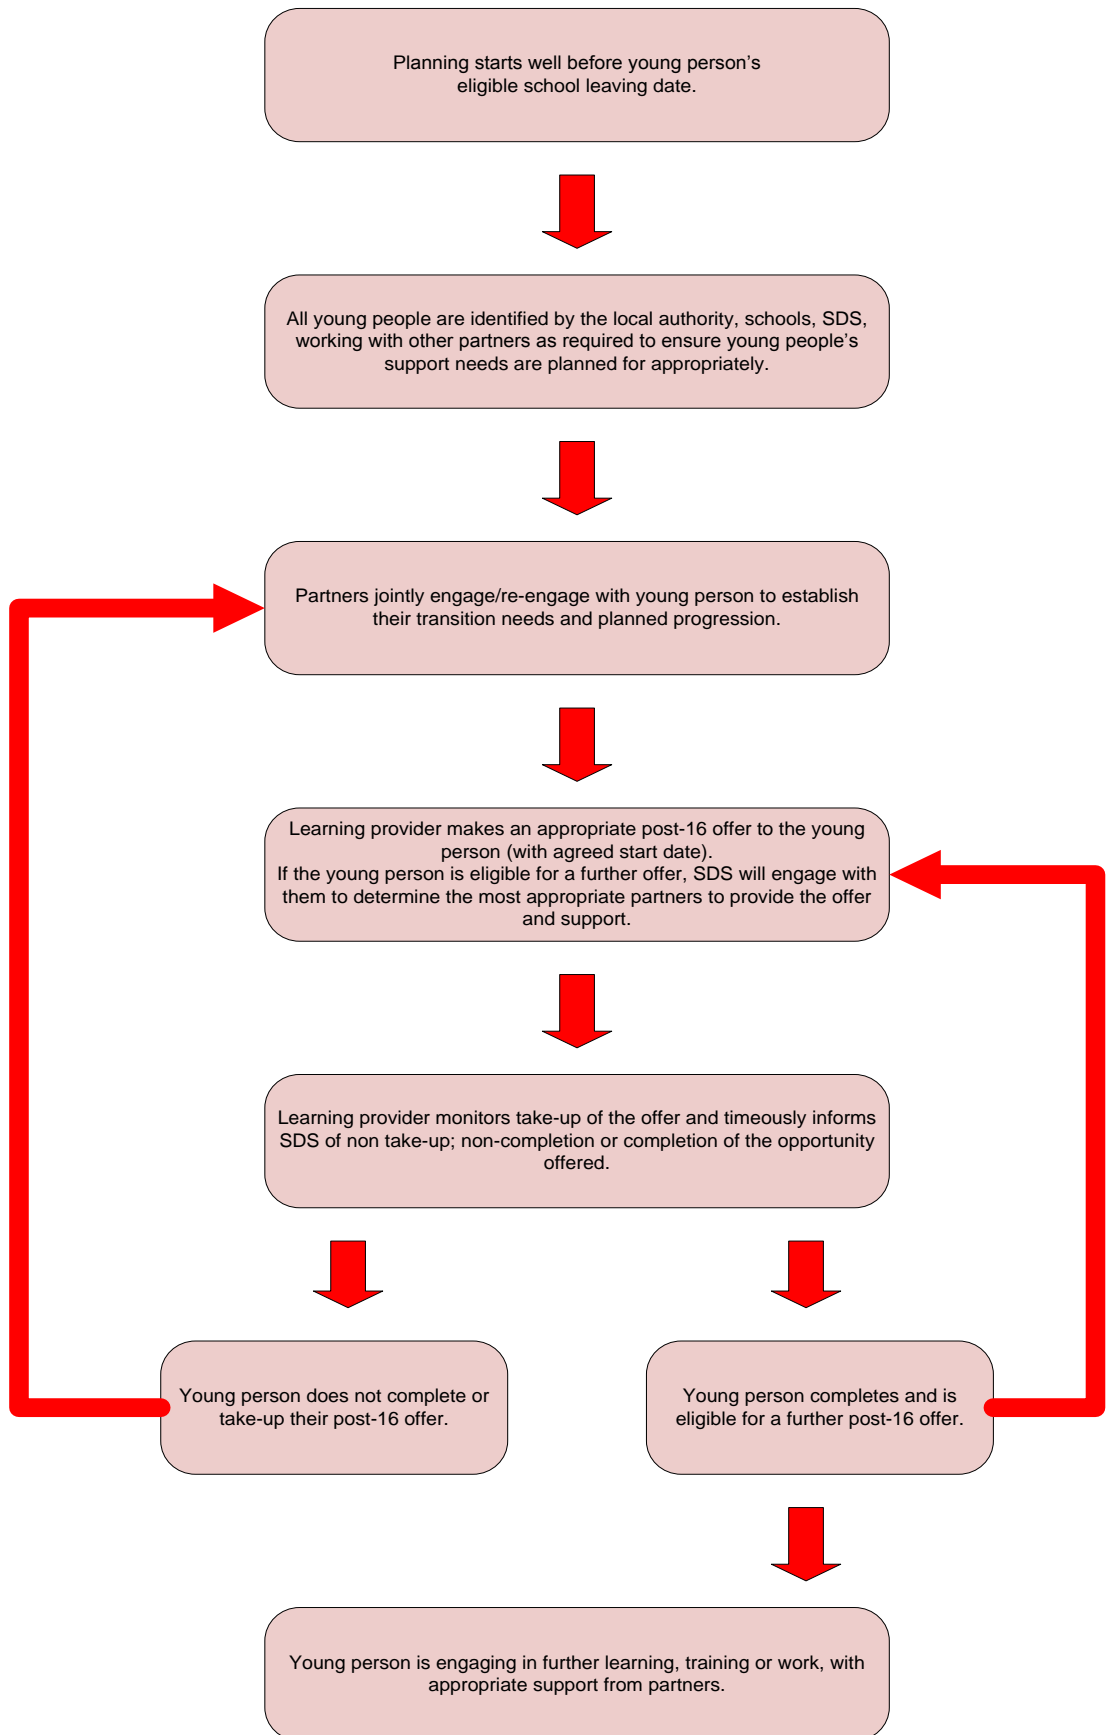 Planning starts well before young person's
eligible school leaving date.
All young people are identified by the local authority, schools, SDS,
working with other partners as required to ensure young people's
support needs are planned for appropriately.
Partners jointly engage/re-engage with young person to establish
their transition needs and planned progression.
Learning provider makes an appropriate post-16 offer to the young
person (with agreed start date).
If the young person is eligible for a further offer, SDS will engage with
them to determine the most appropriate partners to provide the offer
and support.
Learning provider monitors take-up of the offer and timeously informs
SDS of non take-up; non-completion or completion of the opportunity
offered.
Young person does not complete or
take-up their post-16 offer.
Young person completes and is
eligible for a further post-16 offer.
Young person is engaging in further learning, training or work, with
appropriate support from partners.